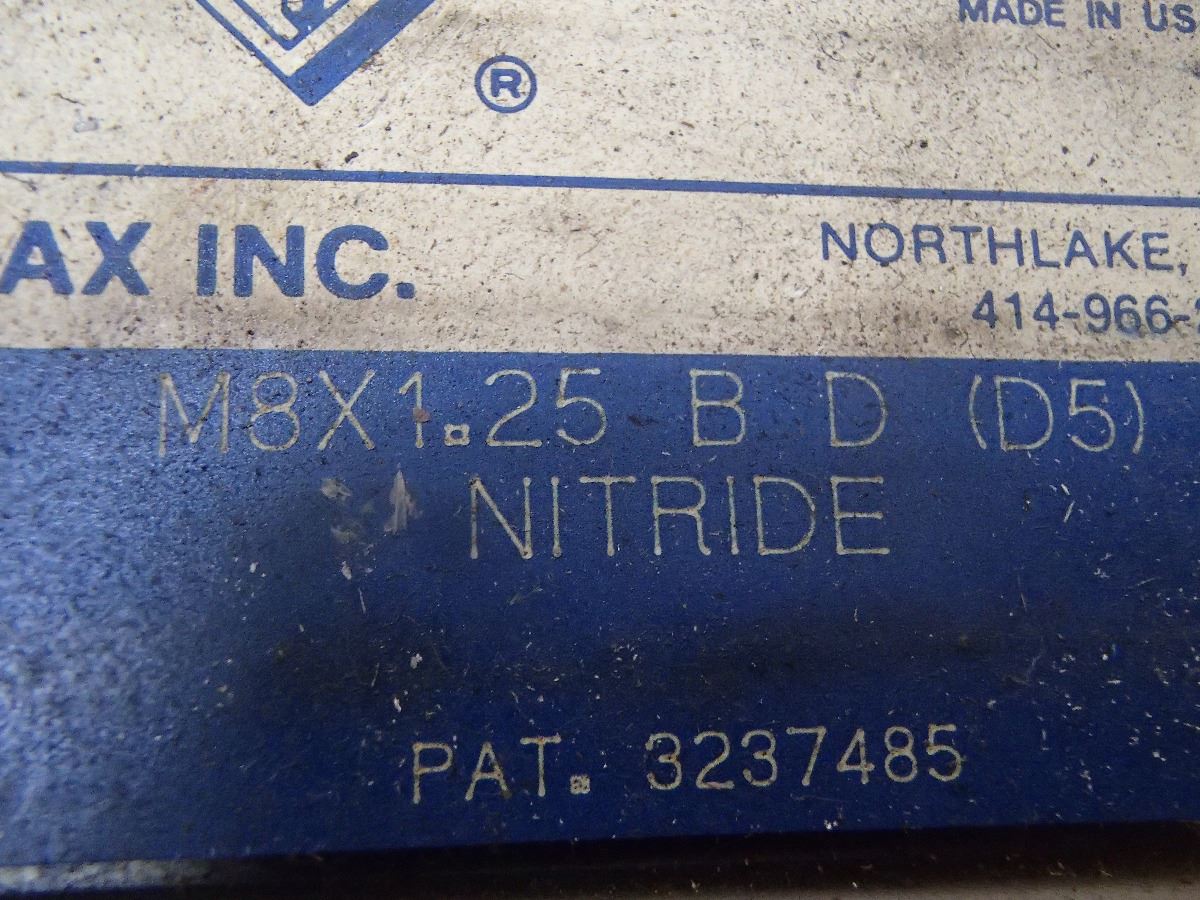 MADE IN US
®
AX INC.
NORTHLAKE,
414-966-
M8X1.25 B D (D5)
NITRIDE
PAT. 3237485